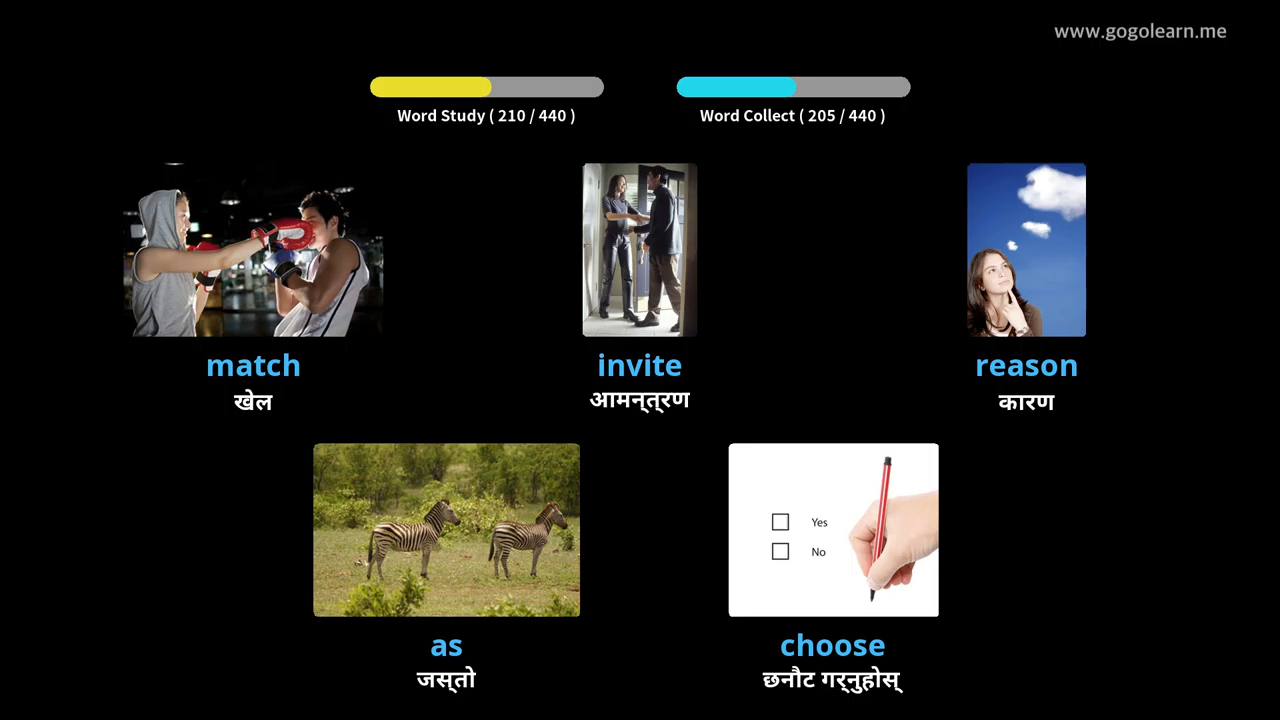 www.gogolearn.me
Word Study ( 210 / 440 )
Word Collect ( 205 / 440 )
match
खेल
invite
आमन्त्रण
reason
कारण
Yes
No
as
जस्तो
choose
छनौट गर्नुहोस्